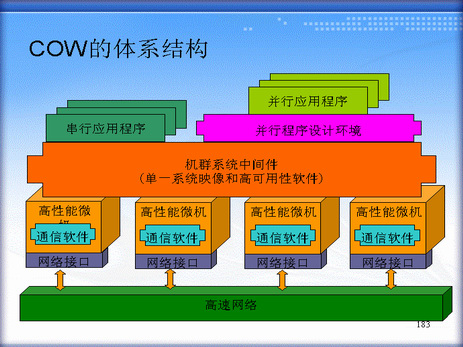 COW的体系结构
并行应用程序
串行应用程序
并行程序设计环境
机群系统中间件
(单一系统映像和高可用性软件)
高性能微
机
高性能微机
高性能微机
高性能微机
通信软件
通信软件
通信软件
通信软件
网络接口
网络接口
网络接口
网络接口
高速网络
183